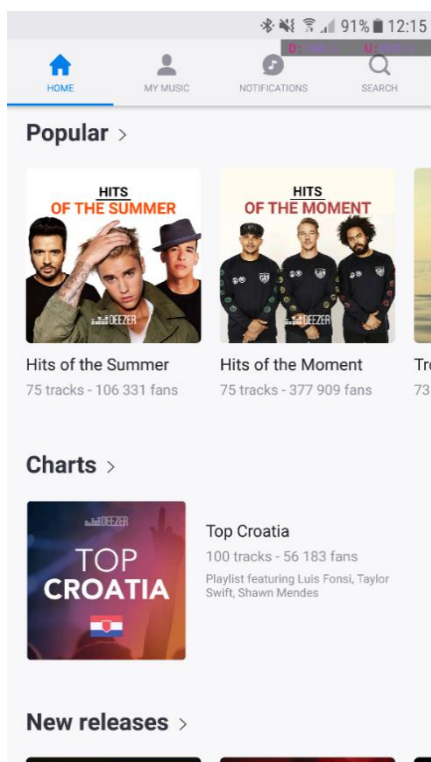 91% 12:15
D: U:
HOME MY MUSIC NOTIFICATIONS SEARCH
Popular >
HITS
OF THE SUMMER
DEEZER
HITS
OF THE MOMENT
DEEZER
Hits of the Summer
75 tracks - 106 331 fans
Hits of the Moment
75 tracks - 377 909 fans
Tr
73
Charts >
DEEZER
TOP
CROATIA
Top Croatia
100 tracks - 56 183 fans
Playlist featuring Luis Fonsi, Taylor
Swift, Shawn Mendes
New releases >